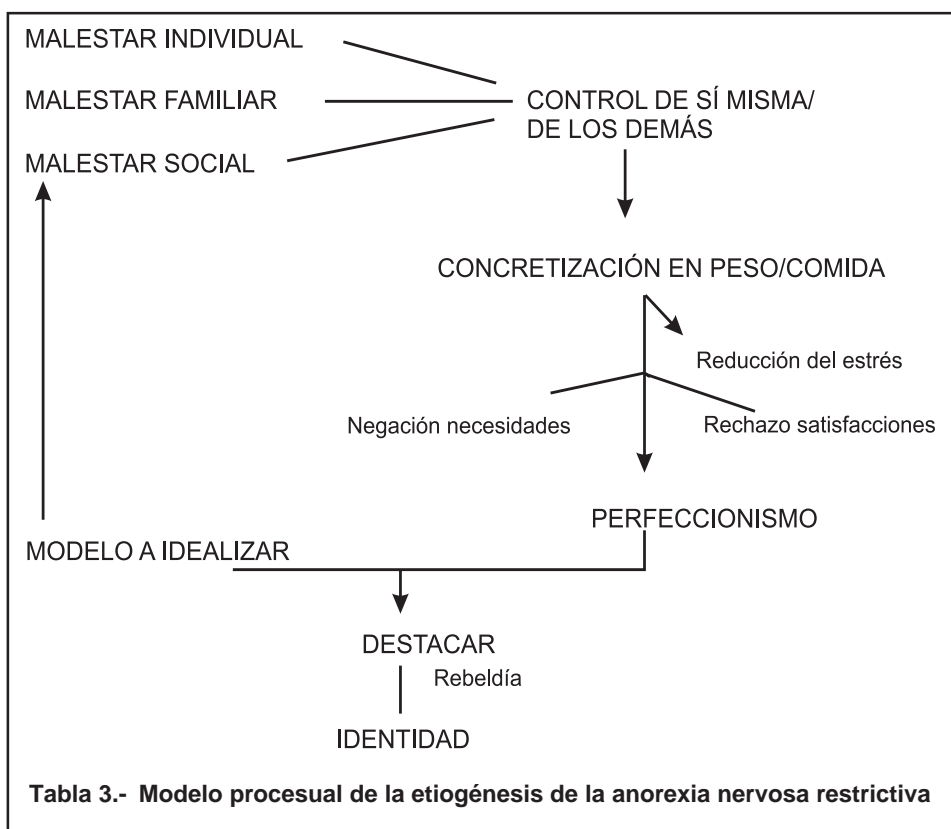 MALESTAR INDIVIDUAL
MALESTAR FAMILIAR
CONTROL DE SÍ MISMA/
DE LOS DEMÁS
MALESTAR SOCIAL
CONCRETIZACIÓN EN PESO/COMIDA
Reducción del estrés
Negación necesidades
Rechazo satisfacciones
PERFECCIONISMO
MODELO A IDEALIZAR
DESTACAR
Rebeldía
IDENTIDAD
Tabla 3.- Modelo procesual de la etiogénesis de la anorexia nervosa restrictiva